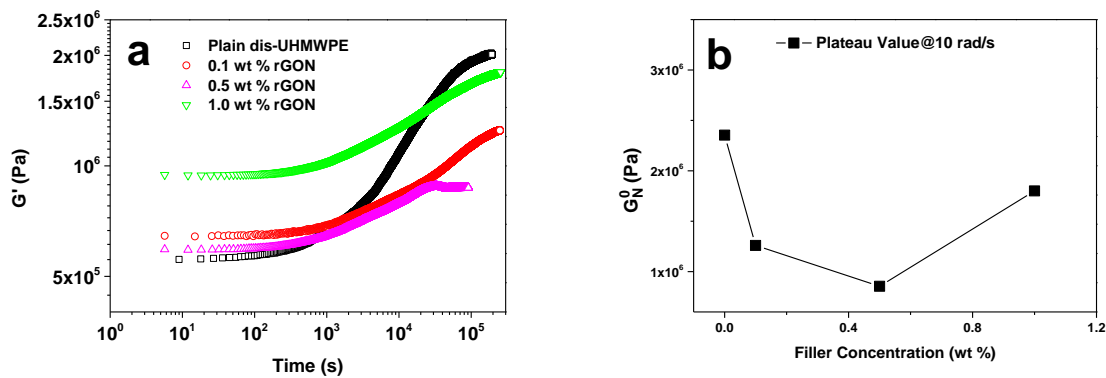 a
Plain dis-UHMWPE
0.1 wt % rGON
0.5 wt % rGON
1.0 wt % rGON
2.5x10⁶
2x10⁶
1.5x10⁶
10⁶
5x10⁵
G' (Pa)
10⁰ 10¹ 10² 10³ 10⁴ 10⁵
Time (s)
b
Plateau Value@10 rad/s
3x10⁶
2x10⁶
1x10⁶
G⁰N (Pa)
0.0 0.4 0.8 1.2
Filler Concentration (wt %)